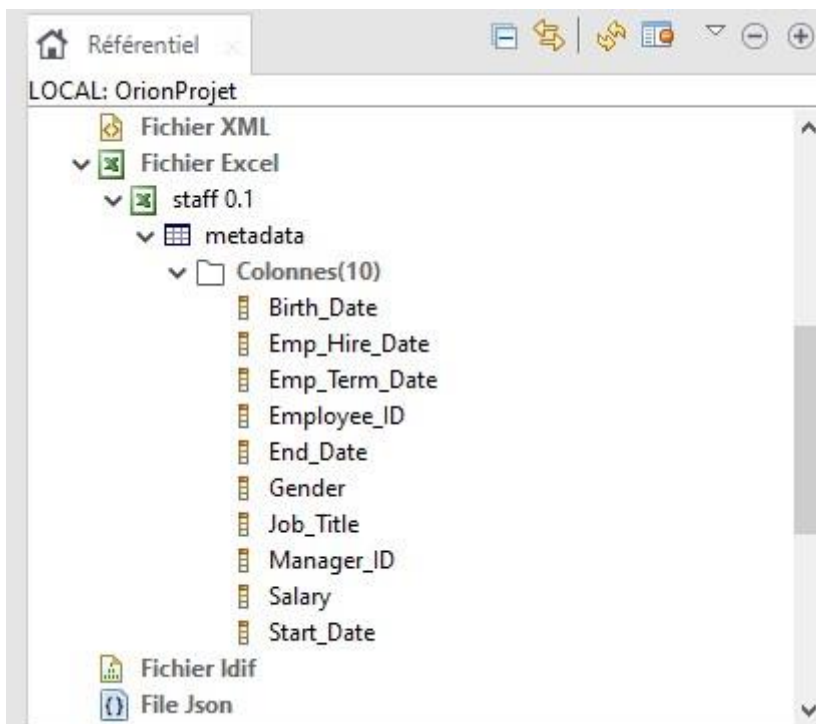 Référentiel
LOCAL: OrionProjet
Fichier XML
Fichier Excel
staff 0.1
metadata
Colonnes(10)
Birth_Date
Emp_Hire_Date
Emp_Term_Date
Employee_ID
End_Date
Gender
Job_Title
Manager_ID
Salary
Start_Date
Fichier ldif
File Json